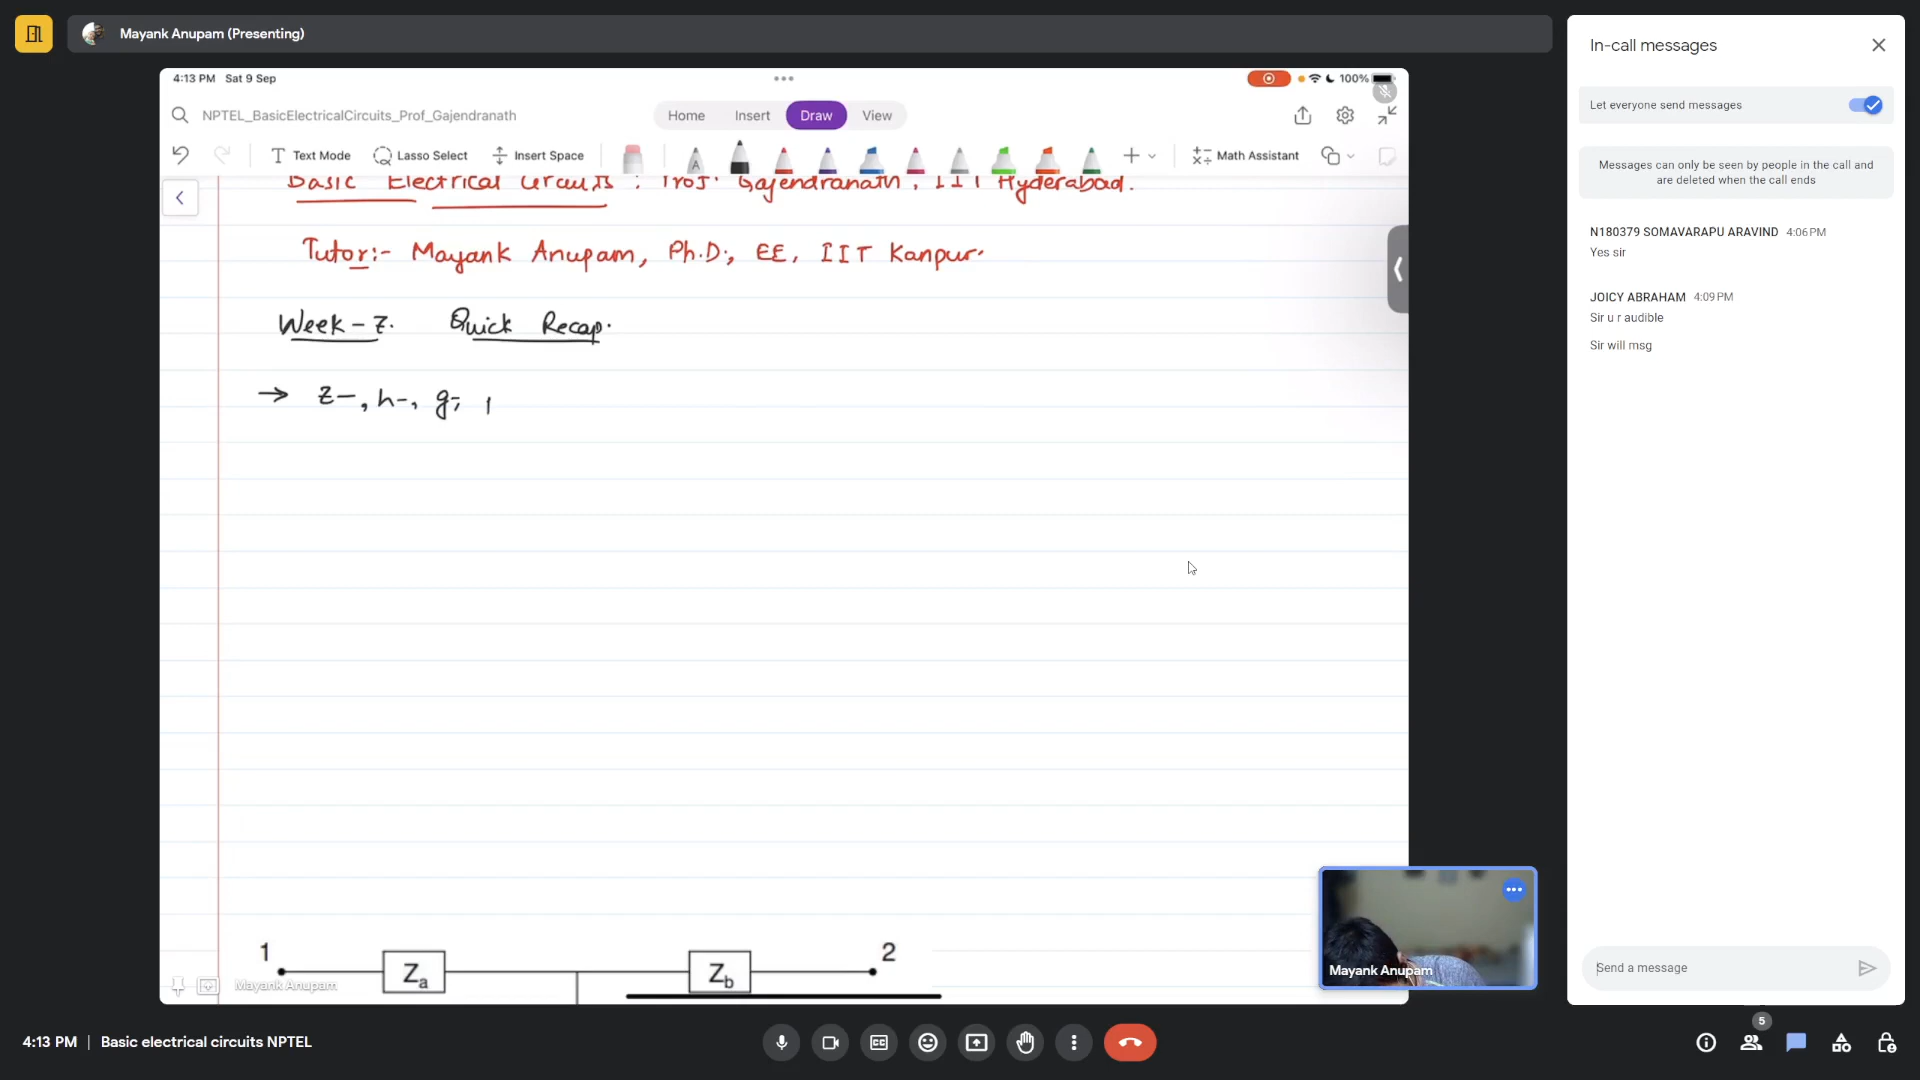 Mayank Anupam (Presenting)
4:13 PM Sat 9 Sep
100%
NPTEL_BasicElectricalCircuits_Prof_Gajendranath
Home Insert Draw View
Text Mode Lasso Select Insert Space A Math Assistant
Basic Electrical Circuits : Prof. Gajendranath, IIT Hyderabad.
Tutor:- Mayank Anupam, Ph.D., EE, IIT Kanpur.
Week-7. Quick Recap.
→ z-, h-, g-,
1 Za Zb 2
Mayank Anupam
Mayank Anupam
In-call messages
Let everyone send messages
Messages can only be seen by people in the call and
are deleted when the call ends
N180379 SOMAVARAPU ARAVIND 4:06 PM
Yes sir
JOICY ABRAHAM 4:09 PM
Sir u r audible
Sir will msg
Send a message
4:13 PM | Basic electrical circuits NPTEL
CC
5